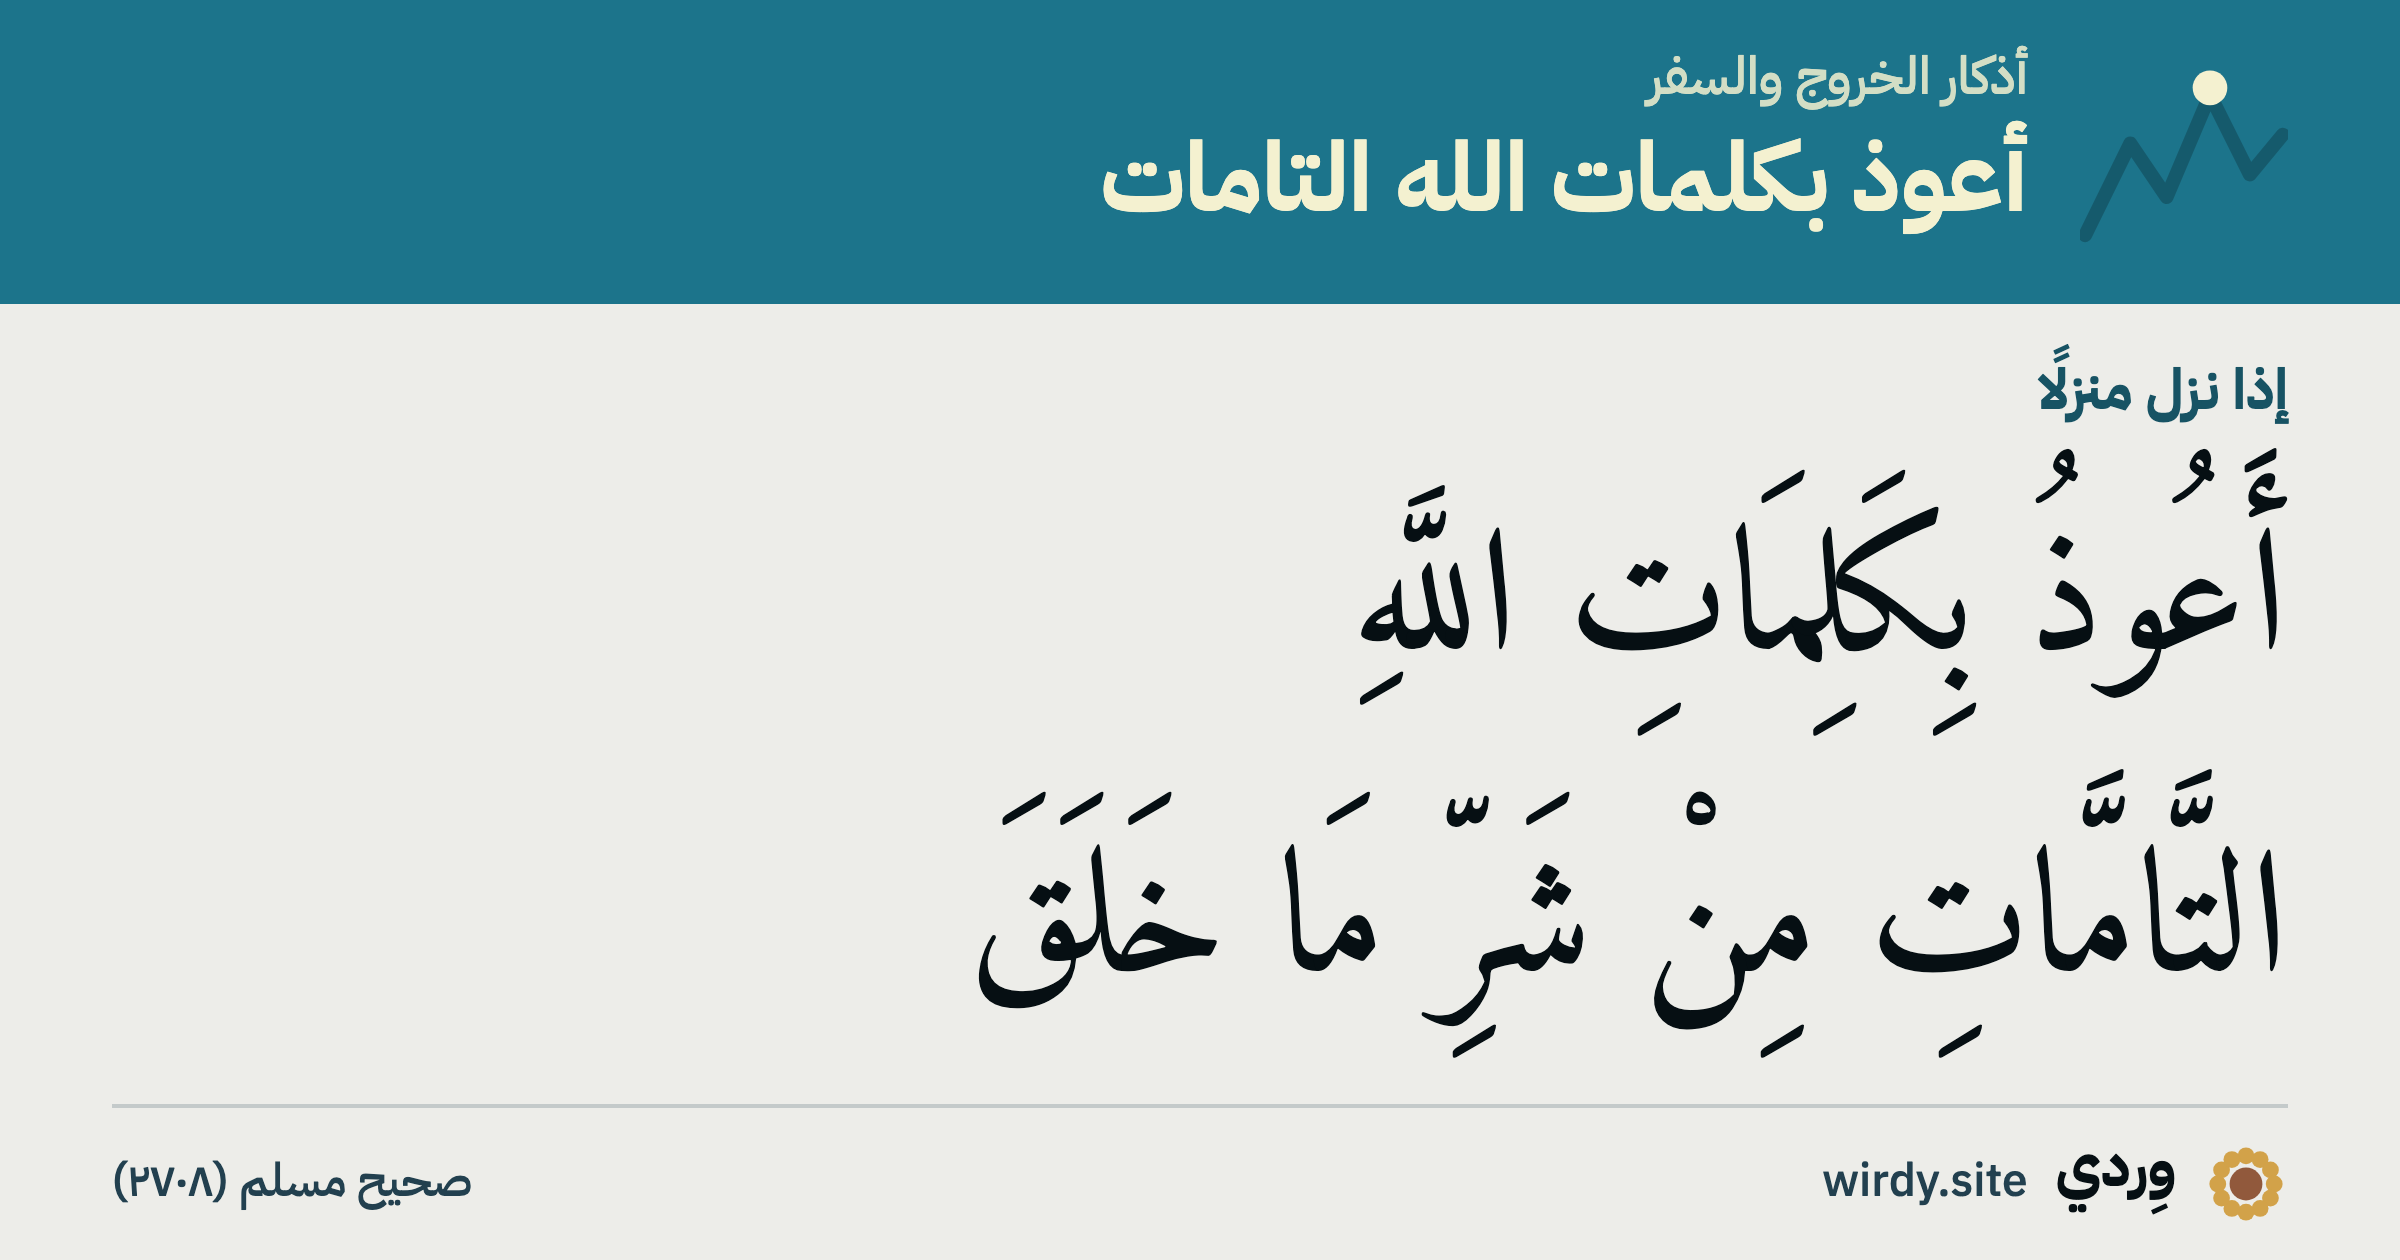 أذكار الخروج والسفر
أعوذ بكلمات الله التامات
إذا نزل منزلًا
أَعُوذُ بِكَلِمَاتِ اللَّهِ
التَّامَّاتِ مِنْ شَرِّ مَا خَلَقَ
وِردي wirdy.site
صحيح مسلم (٢٧٠٨)